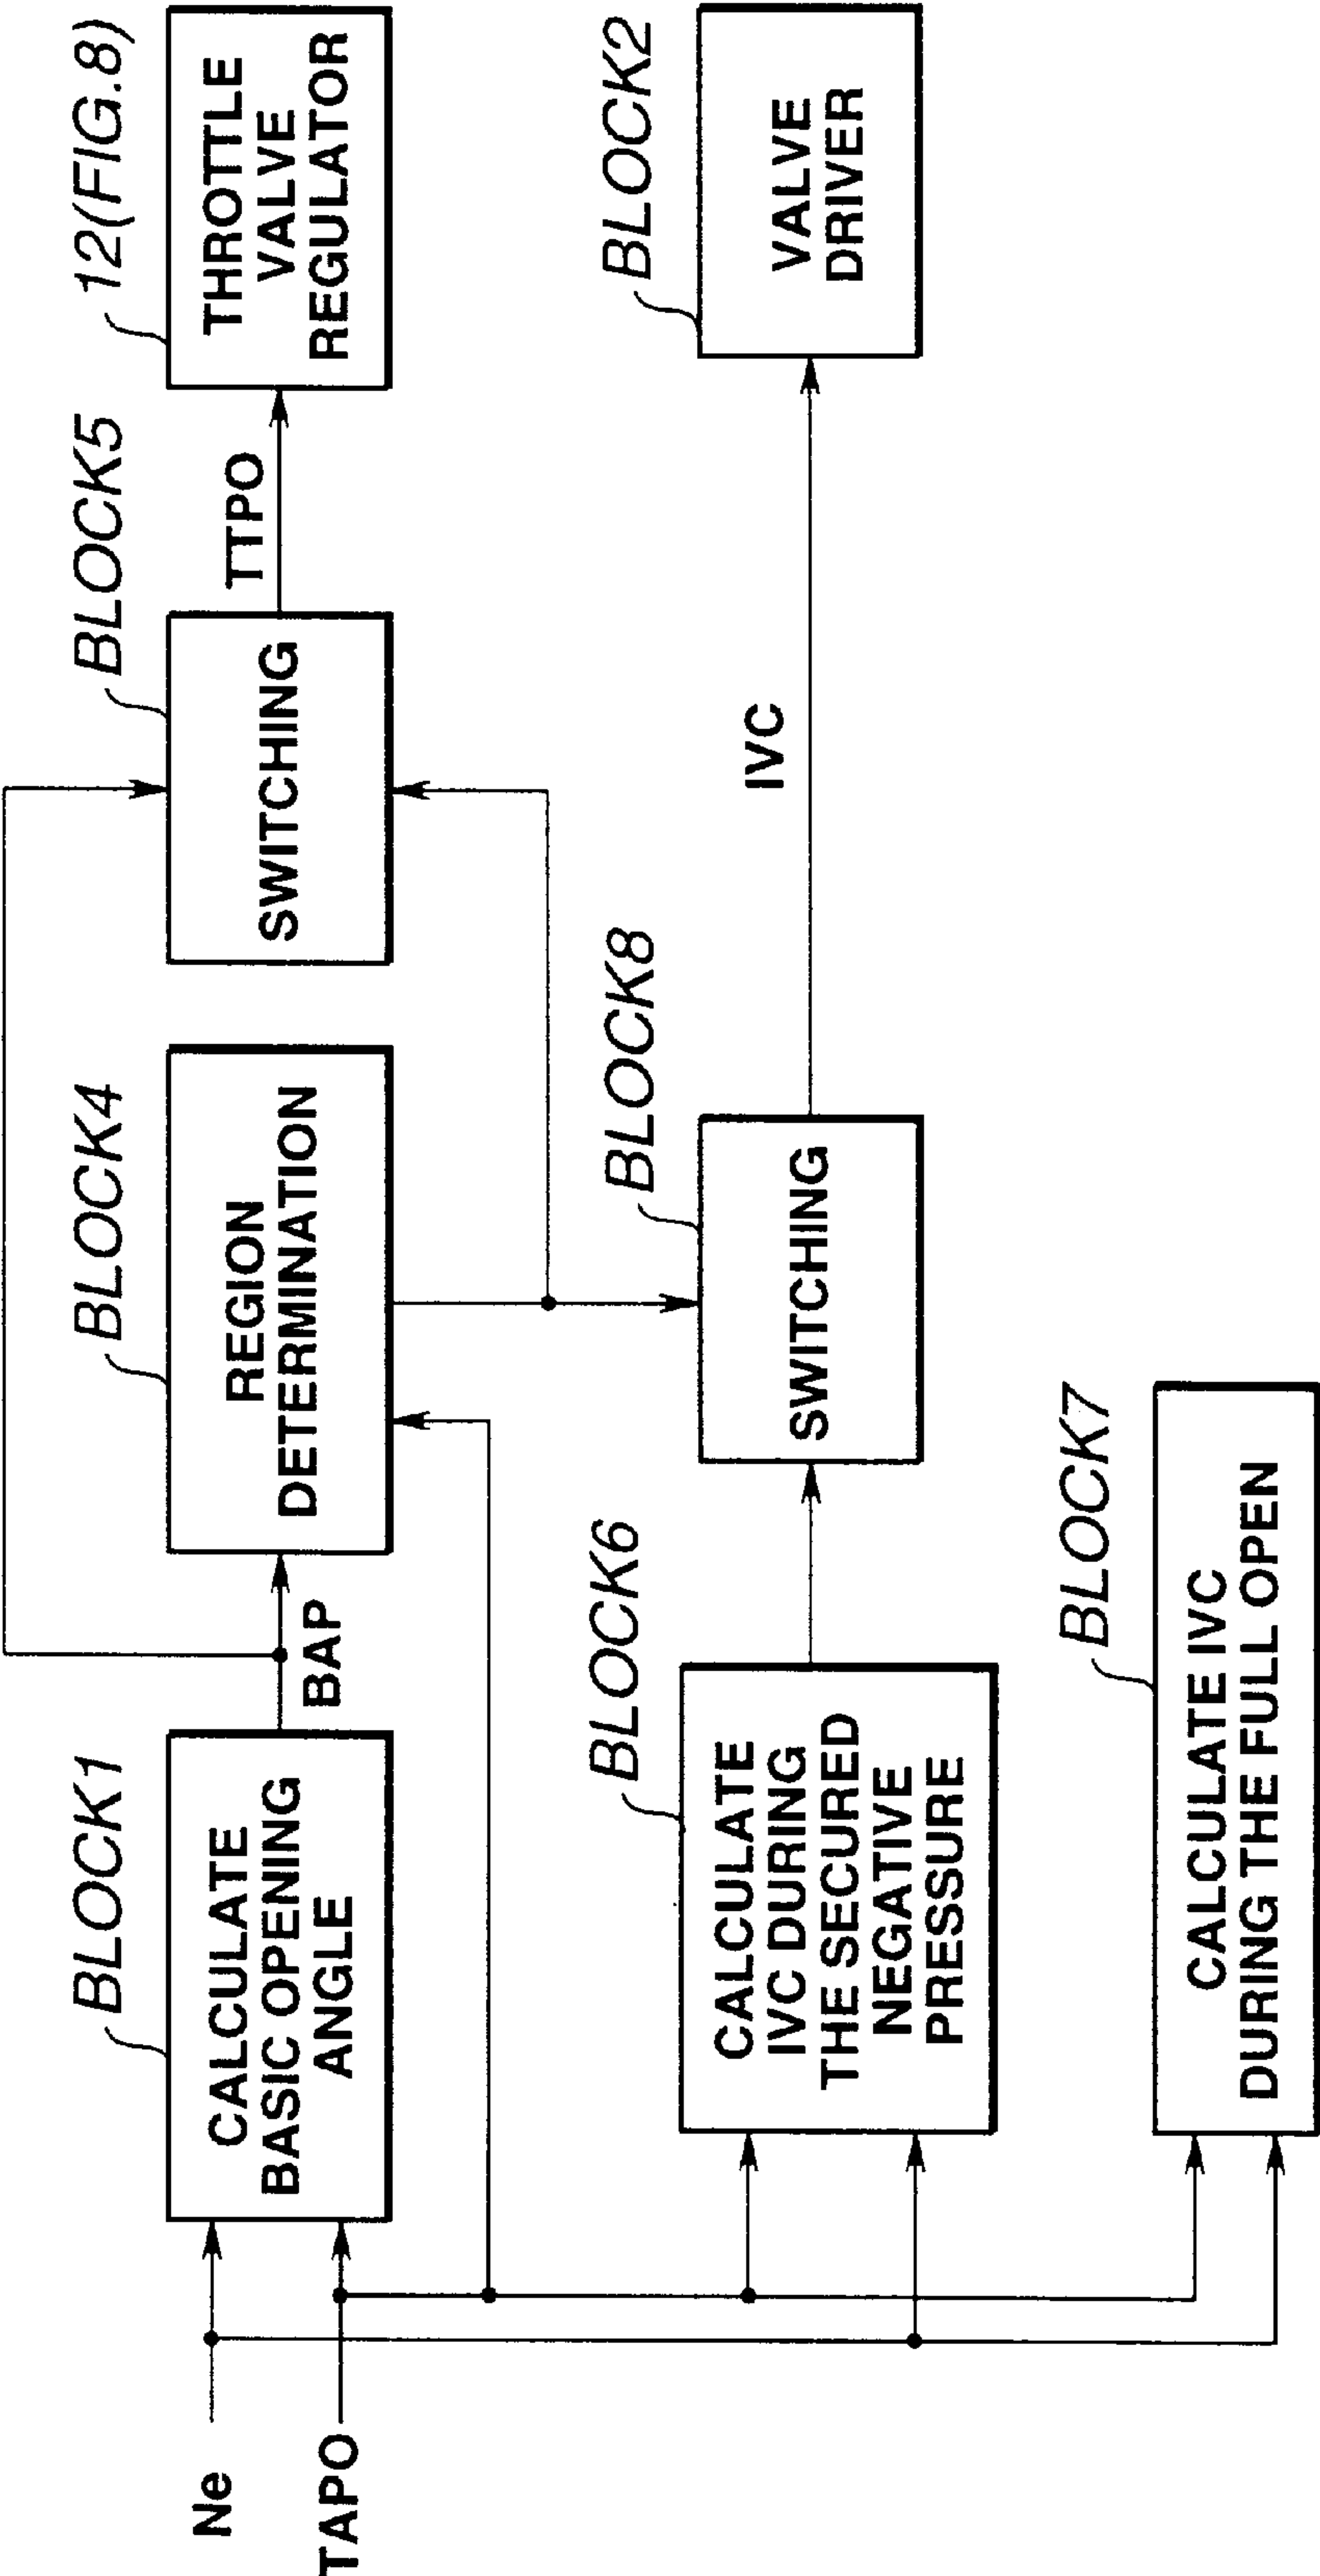 Ne
TAPO
BLOCK1
CALCULATE
BASIC OPENING
ANGLE
BAP
BLOCK4
REGION
DETERMINATION
BLOCK5
SWITCHING
TTPO
12(FIG.8)
THROTTLE
VALVE
REGULATOR
BLOCK6
CALCULATE
IVC DURING
THE SECURED
NEGATIVE
PRESSURE
BLOCK8
SWITCHING
IVC
BLOCK2
VALVE
DRIVER
BLOCK7
CALCULATE IVC
DURING THE FULL OPEN